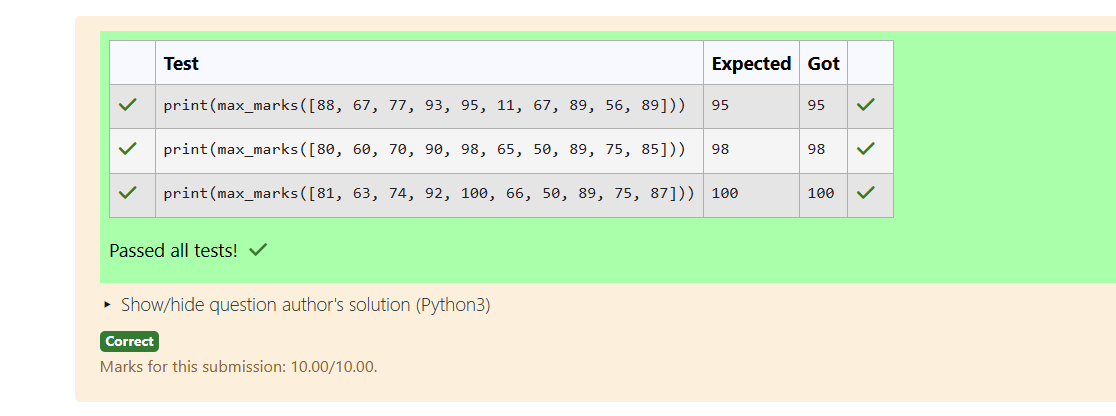 Test Expected Got
print(max_marks([88, 67, 77, 93, 95, 11, 67, 89, 56, 89])) 95 95
print(max_marks([80, 60, 70, 90, 98, 65, 50, 89, 75, 85])) 98 98
print(max_marks([81, 63, 74, 92, 100, 66, 50, 89, 75, 87])) 100 100
Passed all tests!
Show/hide question author's solution (Python3)
Correct
Marks for this submission: 10.00/10.00.